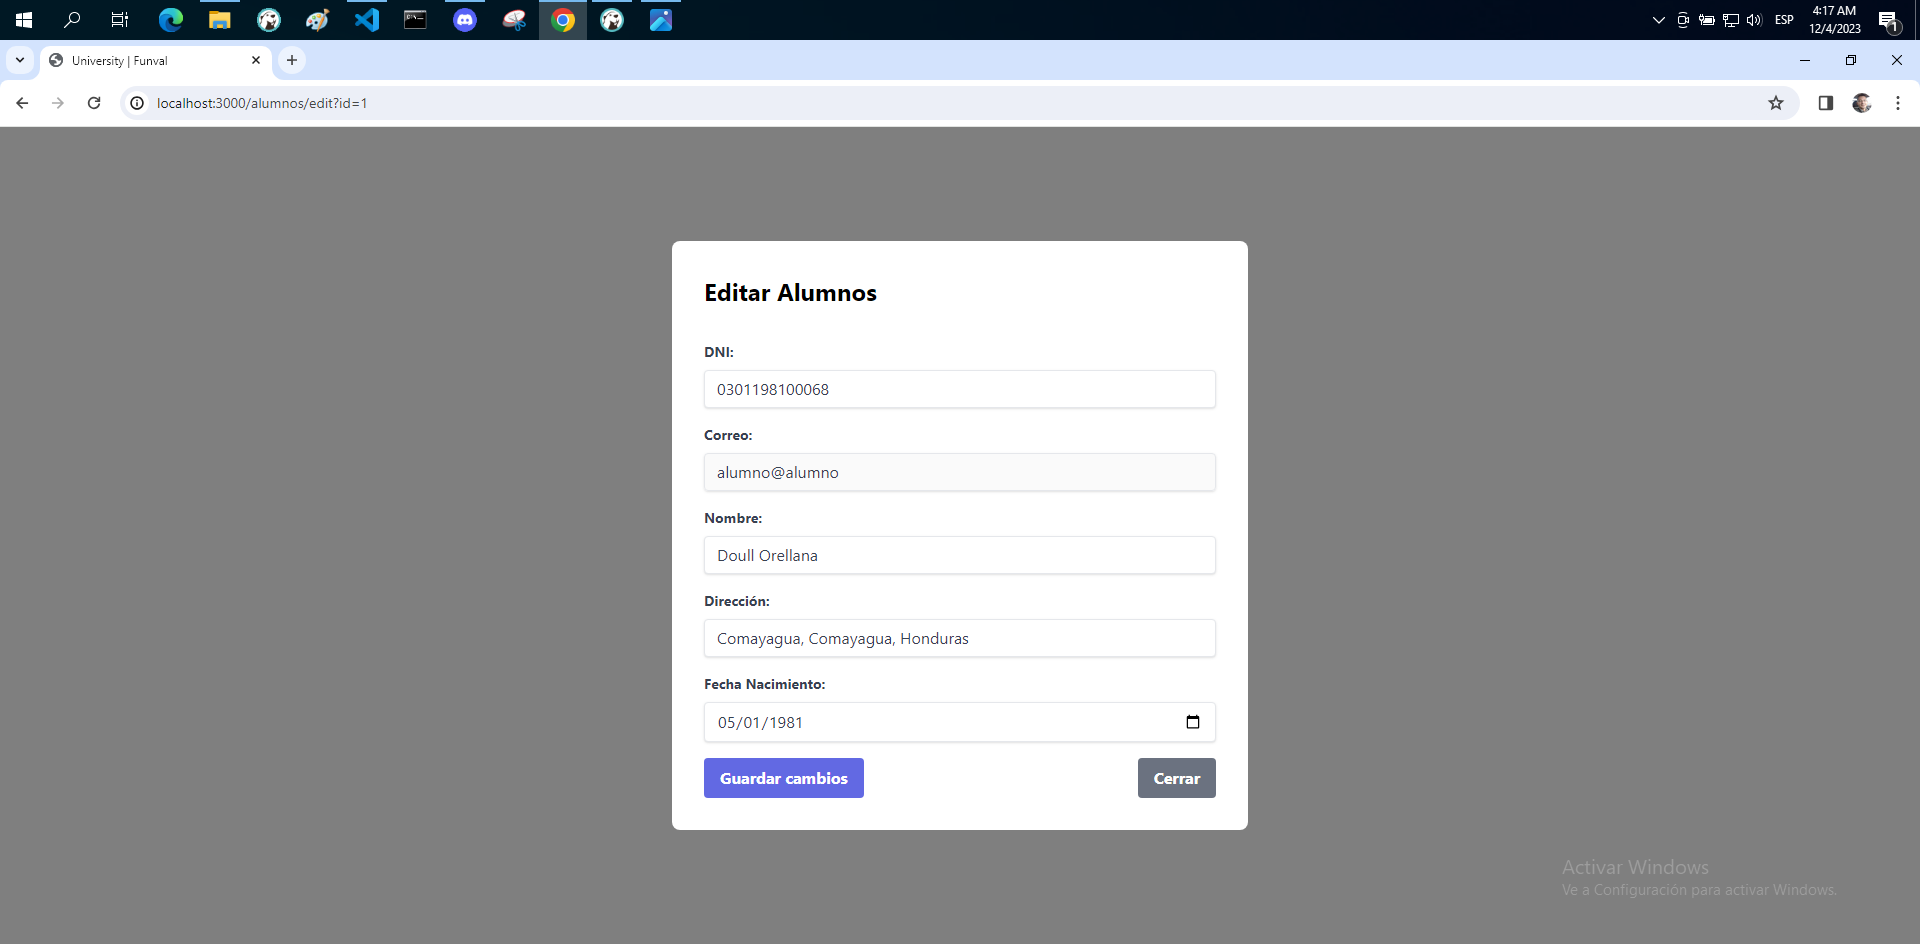 ESP
4:17 AM
12/4/2023
1
University | Funval
localhost:3000/alumnos/edit?id=1
Editar Alumnos
DNI:
0301198100068
Correo:
alumno@alumno
Nombre:
Doull Orellana
Dirección:
Comayagua, Comayagua, Honduras
Fecha Nacimiento:
05/01/1981
Guardar cambios
Cerrar
Activar Windows
Ve a Configuración para activar Windows.